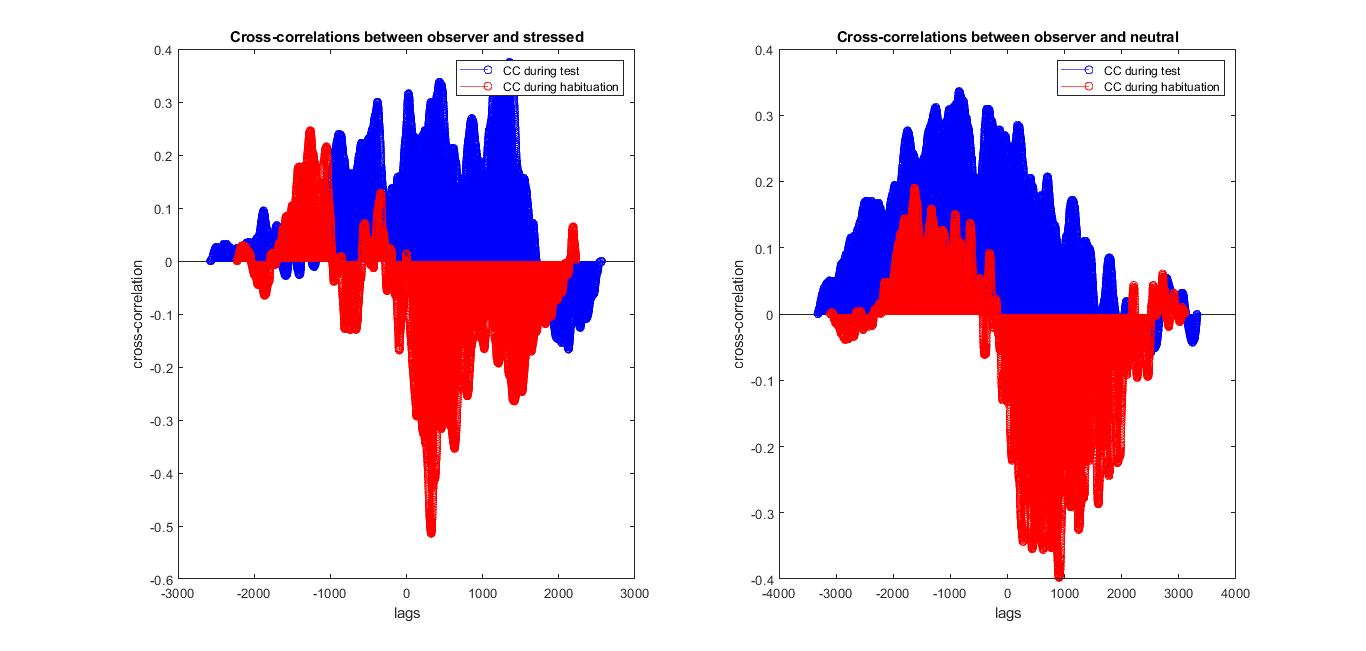 Cross-correlations between observer and stressed
CC during test
CC during habituation
0.4
0.3
0.2
0.1
0
-0.1
-0.2
-0.3
-0.4
-0.5
-0.6
cross-correlation
-3000 -2000 -1000 0 1000 2000 3000
lags
Cross-correlations between observer and neutral
CC during test
CC during habituation
0.4
0.3
0.2
0.1
0
-0.1
-0.2
-0.3
-0.4
cross-correlation
-4000 -3000 -2000 -1000 0 1000 2000 3000 4000
lags